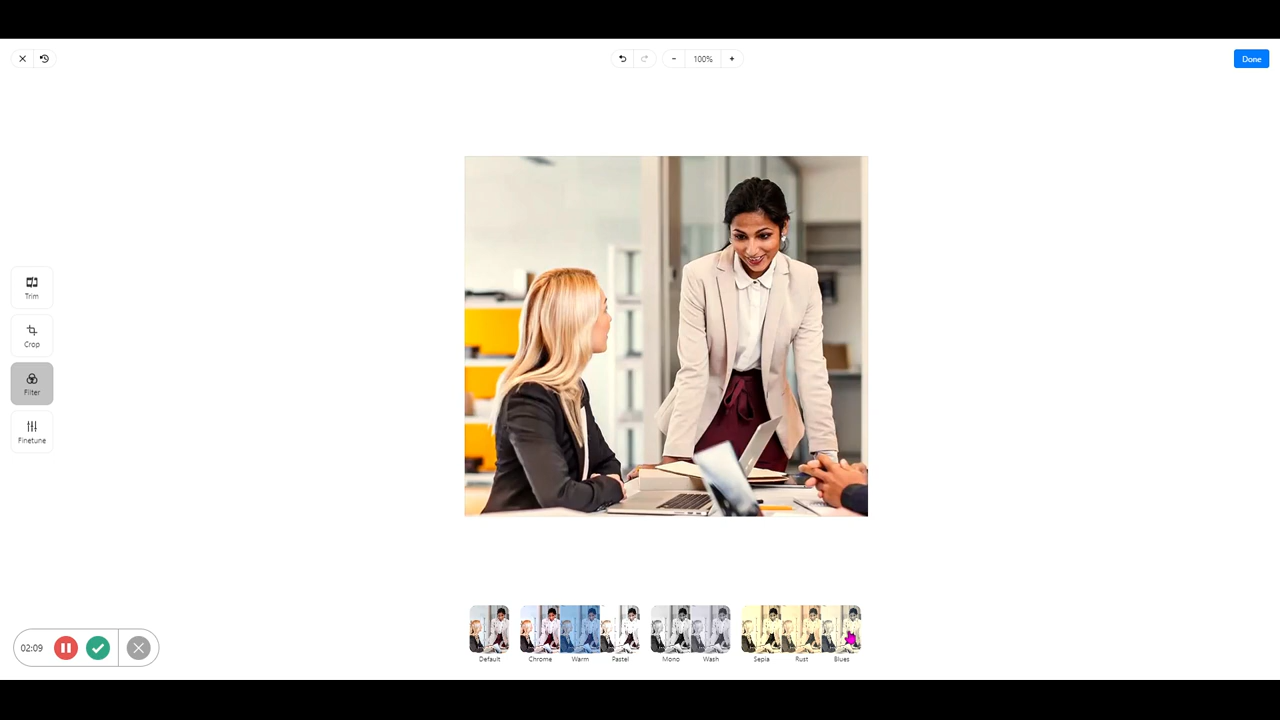 100%
Done
Trim
Crop
Filter
Finetune
Default
Chrome
Warm
Pastel
Mono
Wash
Sepia
Rust
Blues
02:09